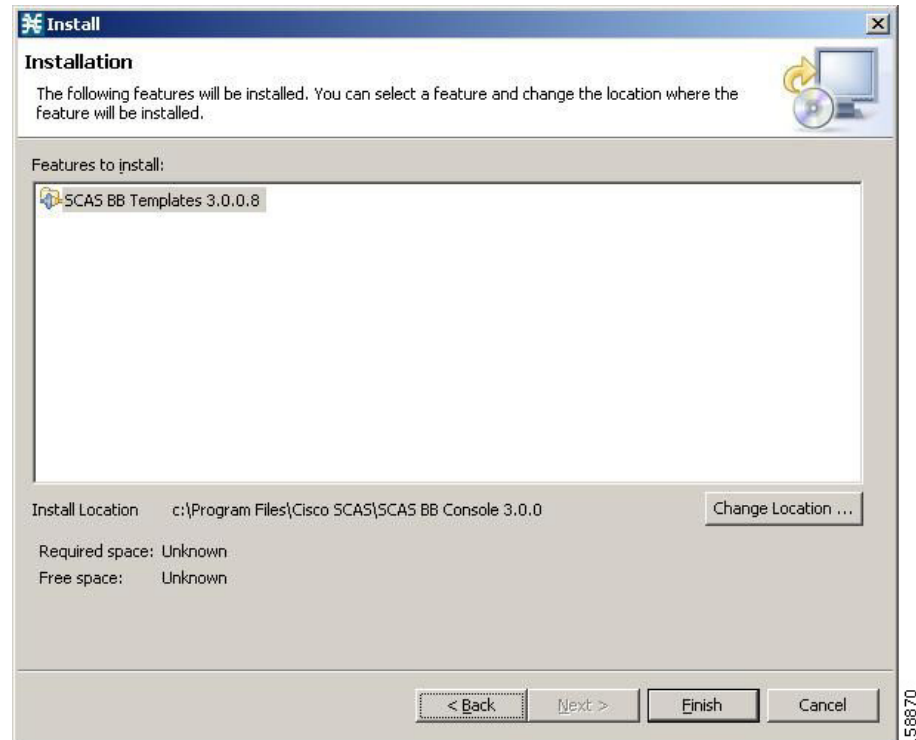 Install
Installation
The following features will be installed. You can select a feature and change the location where the
feature will be installed.
Features to install:
SCAS BB Templates 3.0.0.8
Install Location c:\Program Files\Cisco SCAS\SCAS BB Console 3.0.0
Change Location ...
Required space: Unknown
Free space: Unknown
< Back
Next >
Finish
Cancel
58870